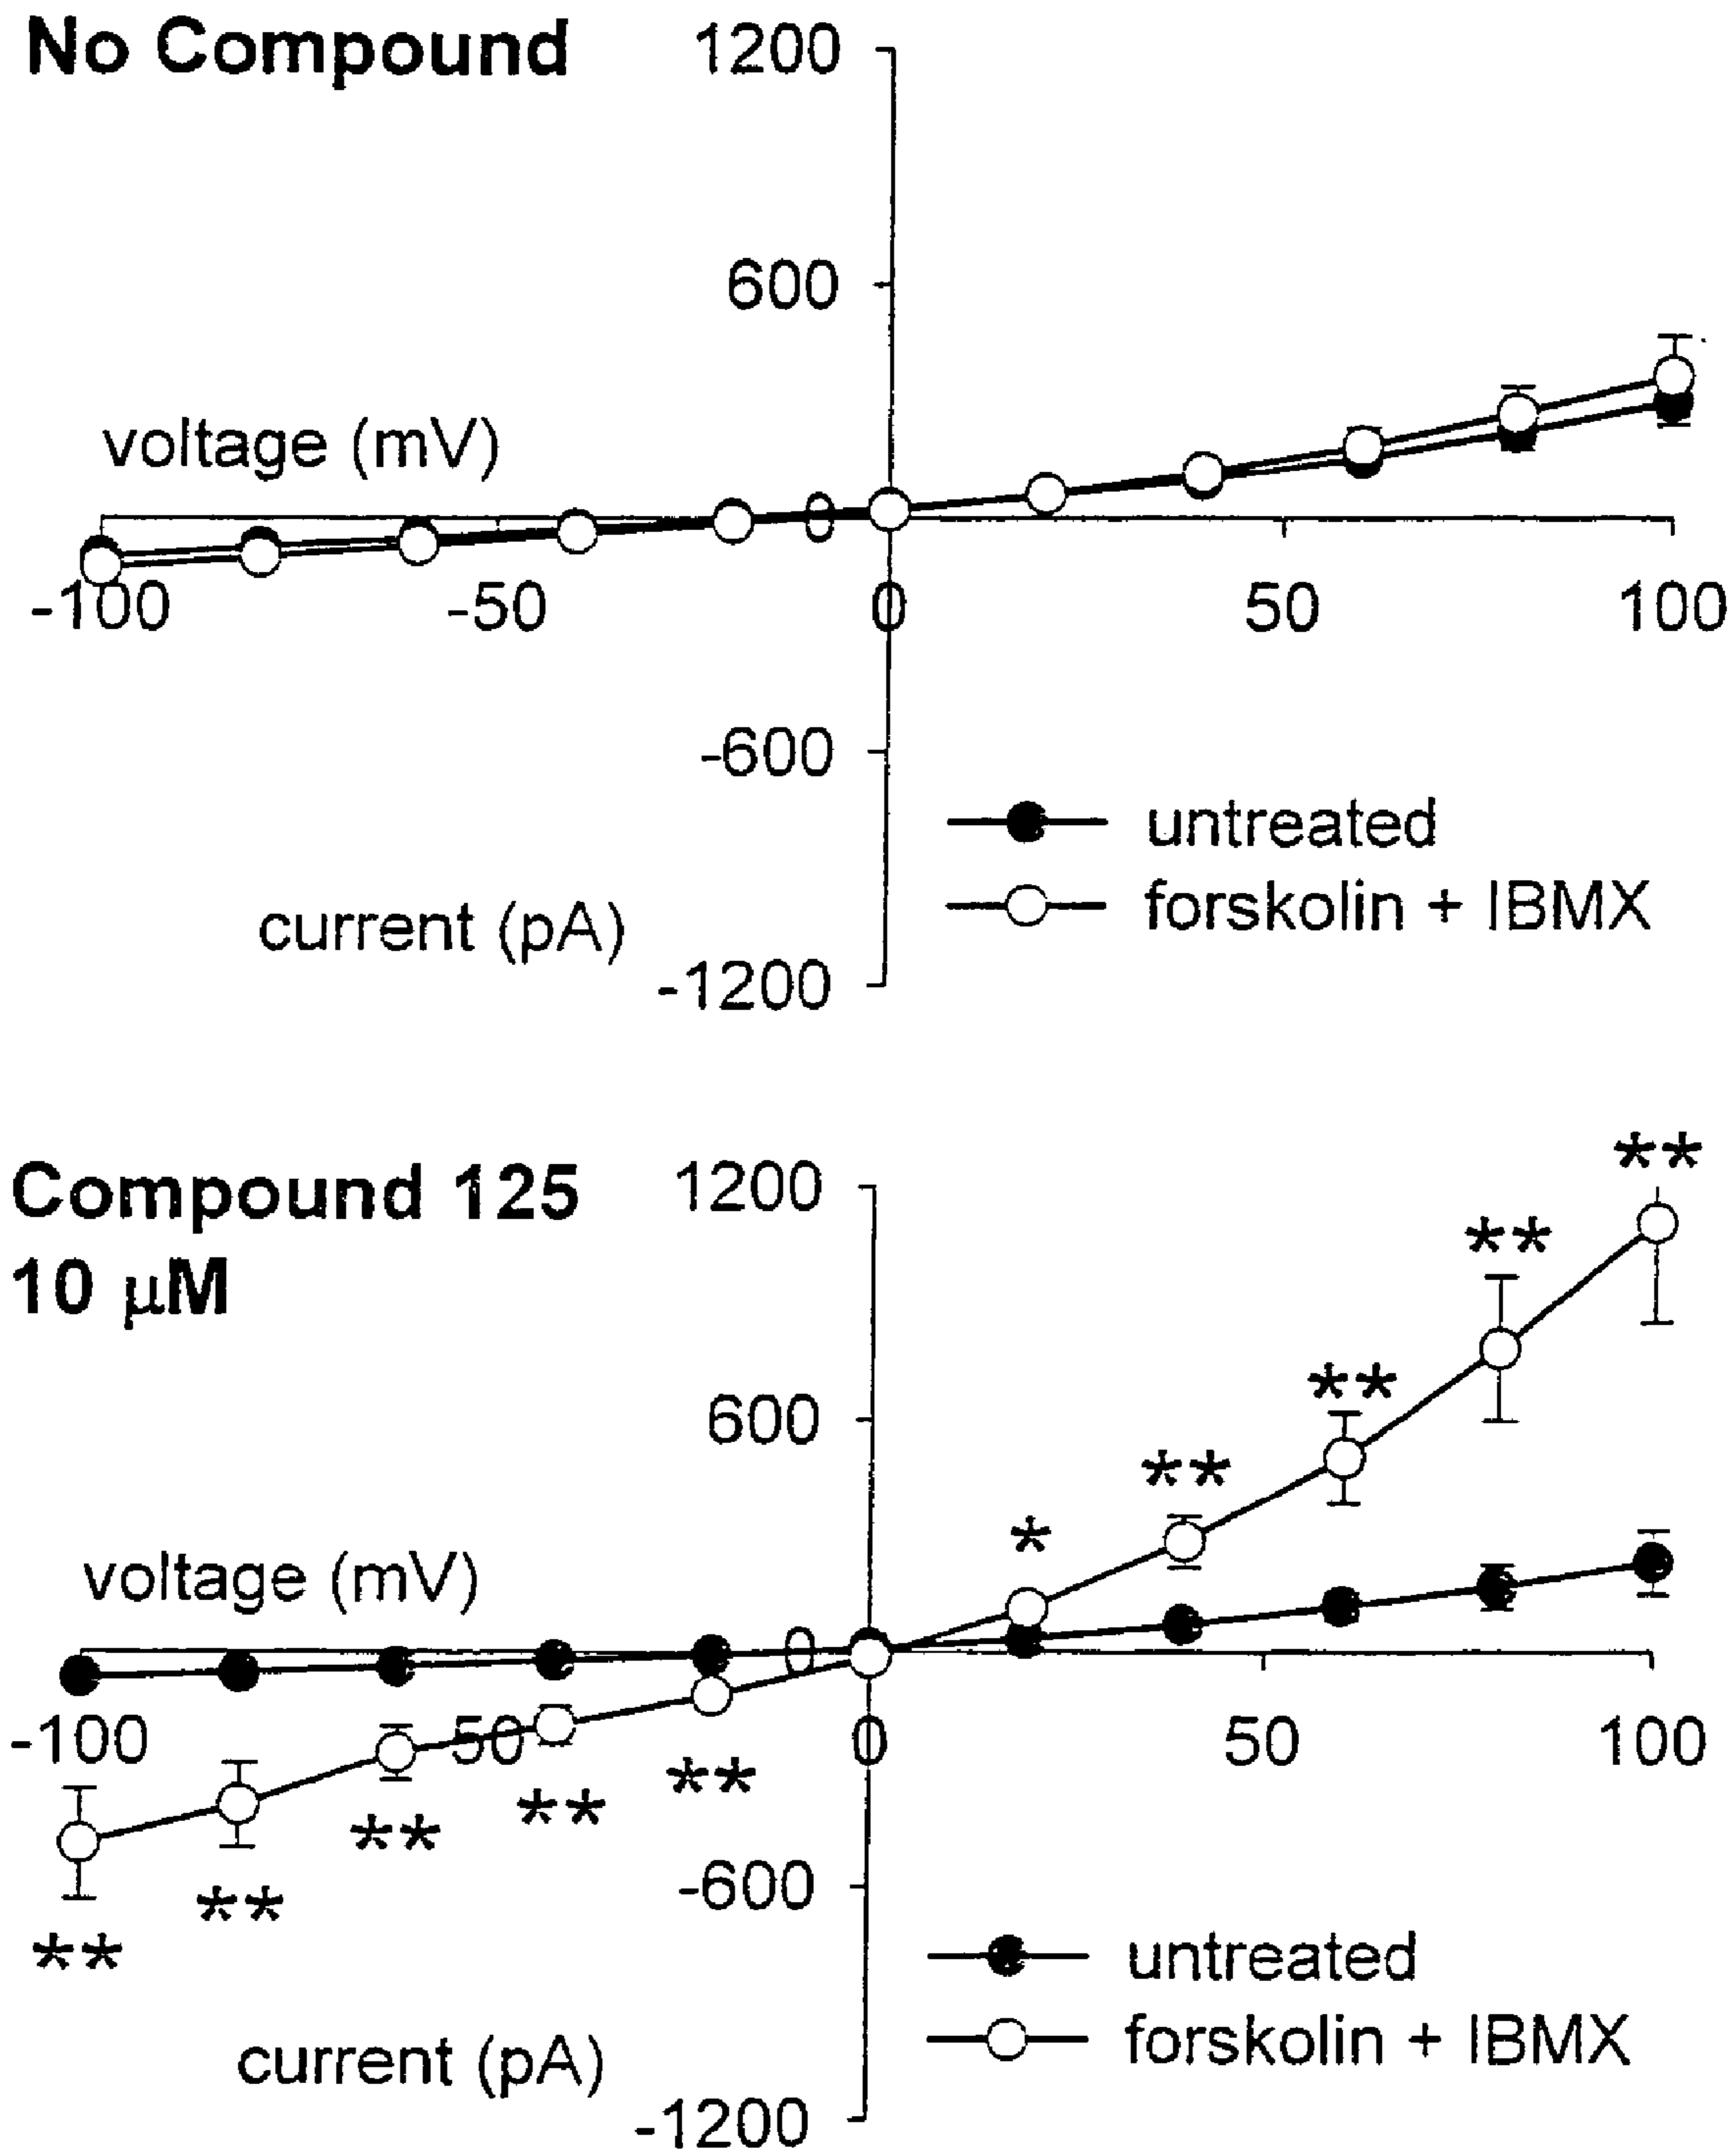 No Compound
1200
600
voltage (mV)
0
-100 -50 0 50 100
-600
untreated
forskolin + IBMX
current (pA)
-1200
**
Compound 125
1200
**
10 µM
**
600
**
*
voltage (mV)
0
-100 50 0 50 100
**
**
**
**
-600
**
untreated
forskolin + IBMX
current (pA)
-1200